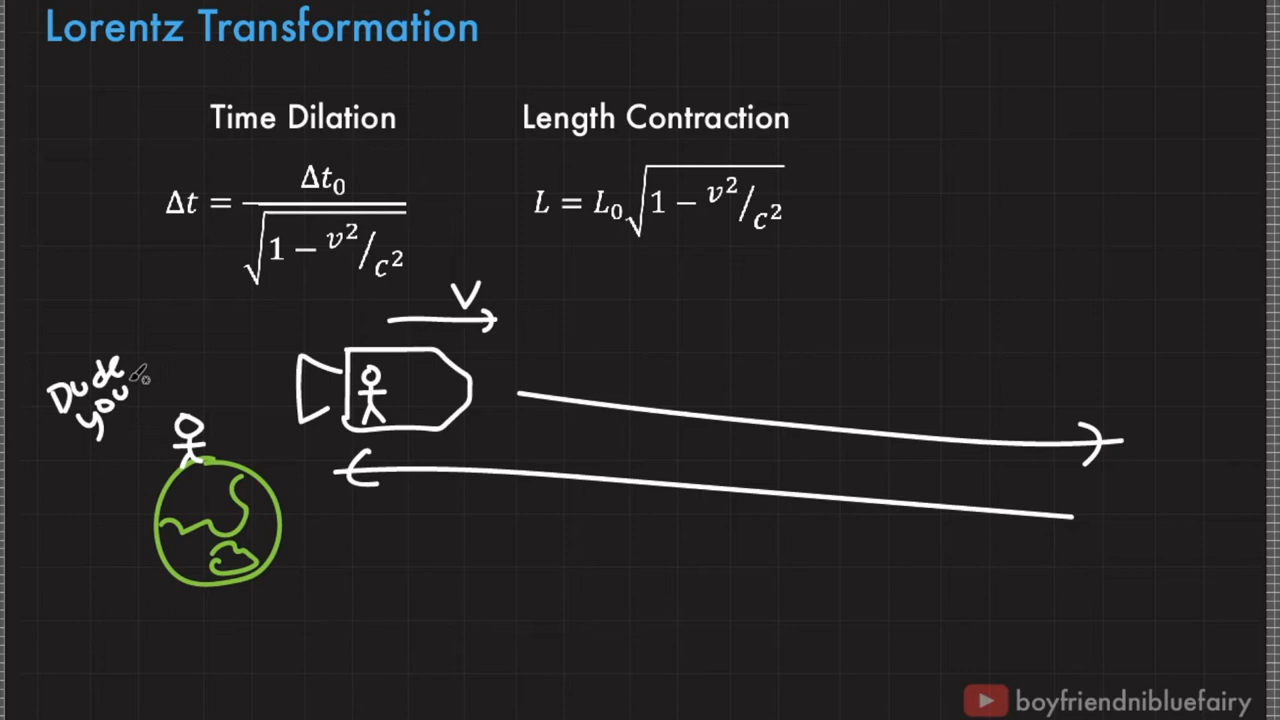 Lorentz Transformation
Time Dilation
Length Contraction
Δt = Δt₀ / √(1 − v²/c²)
L = L₀√(1 − v²/c²)
V
Dude
you
boyfriendnibluefairy